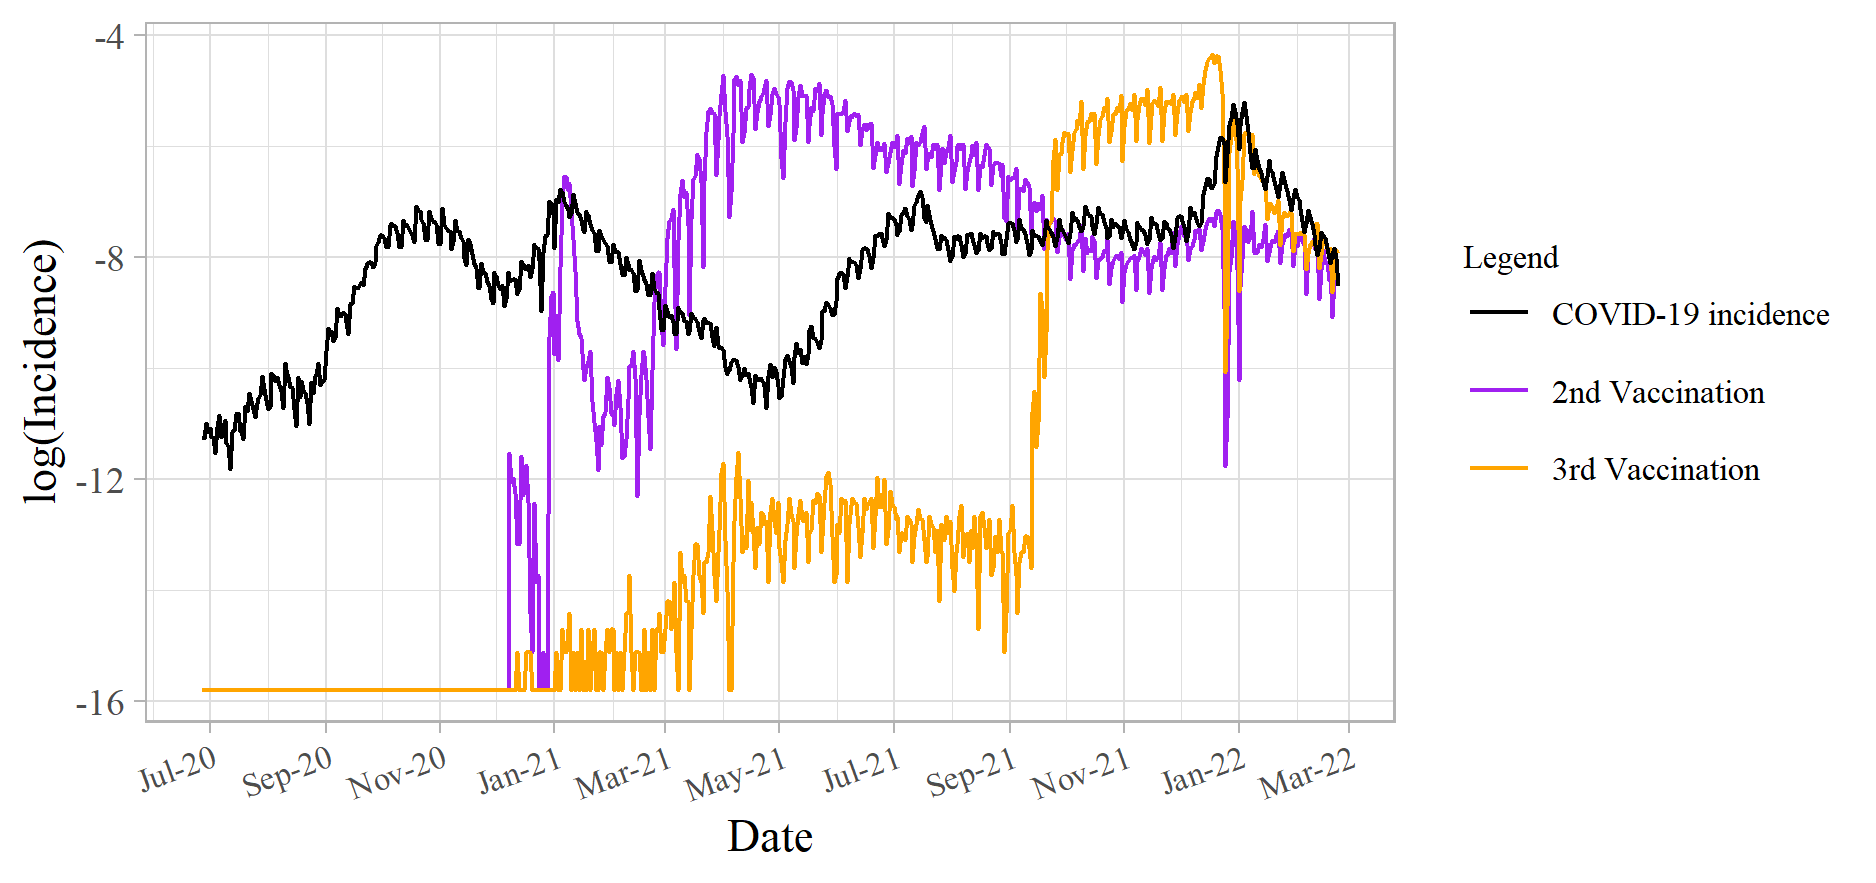 log(Incidence)
-4
-8
-12
-16
Jul-20
Sep-20
Nov-20
Jan-21
Mar-21
May-21
Jul-21
Sep-21
Nov-21
Jan-22
Mar-22
Date
Legend
COVID-19 incidence
2nd Vaccination
3rd Vaccination